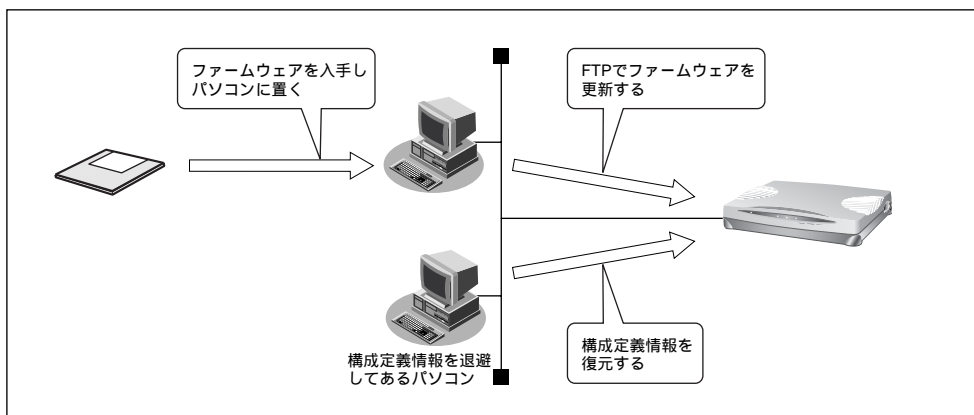 ファームウェアを入手し
パソコンに置く
FTPでファームウェアを
更新する
構成定義情報を退避
してあるパソコン
構成定義情報を
復元する